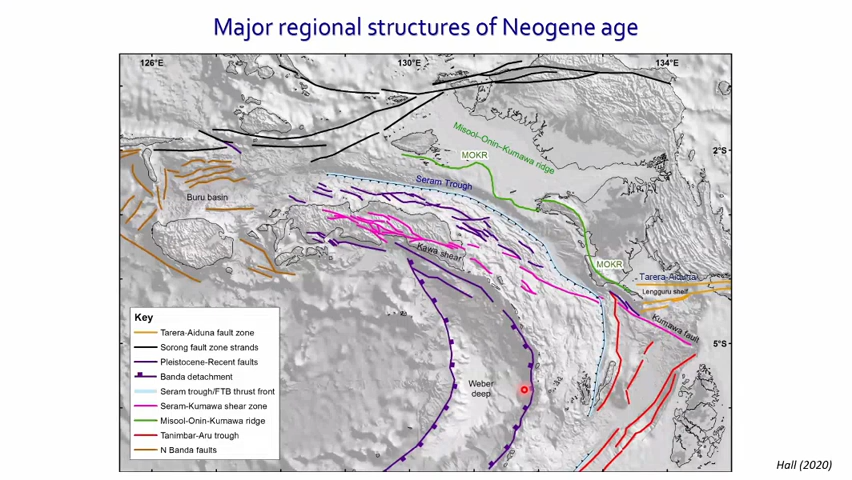 Major regional structures of Neogene age
126°E
130°E
134°E
Misool–Onin–Kumawa ridge
MOKR
2°S
Seram Trough
Buru basin
Kawa shear
MOKR
Tarera-Aiduna
Lengguru shelf
Kumawa fault
5°S
Weber
deep
Key
Tarera-Aiduna fault zone
Sorong fault zone strands
Pleistocene-Recent faults
Banda detachment
Seram trough/FTB thrust front
Seram-Kumawa shear zone
Misool-Onin-Kumawa ridge
Tanimbar-Aru trough
N Banda faults
Hall (2020)